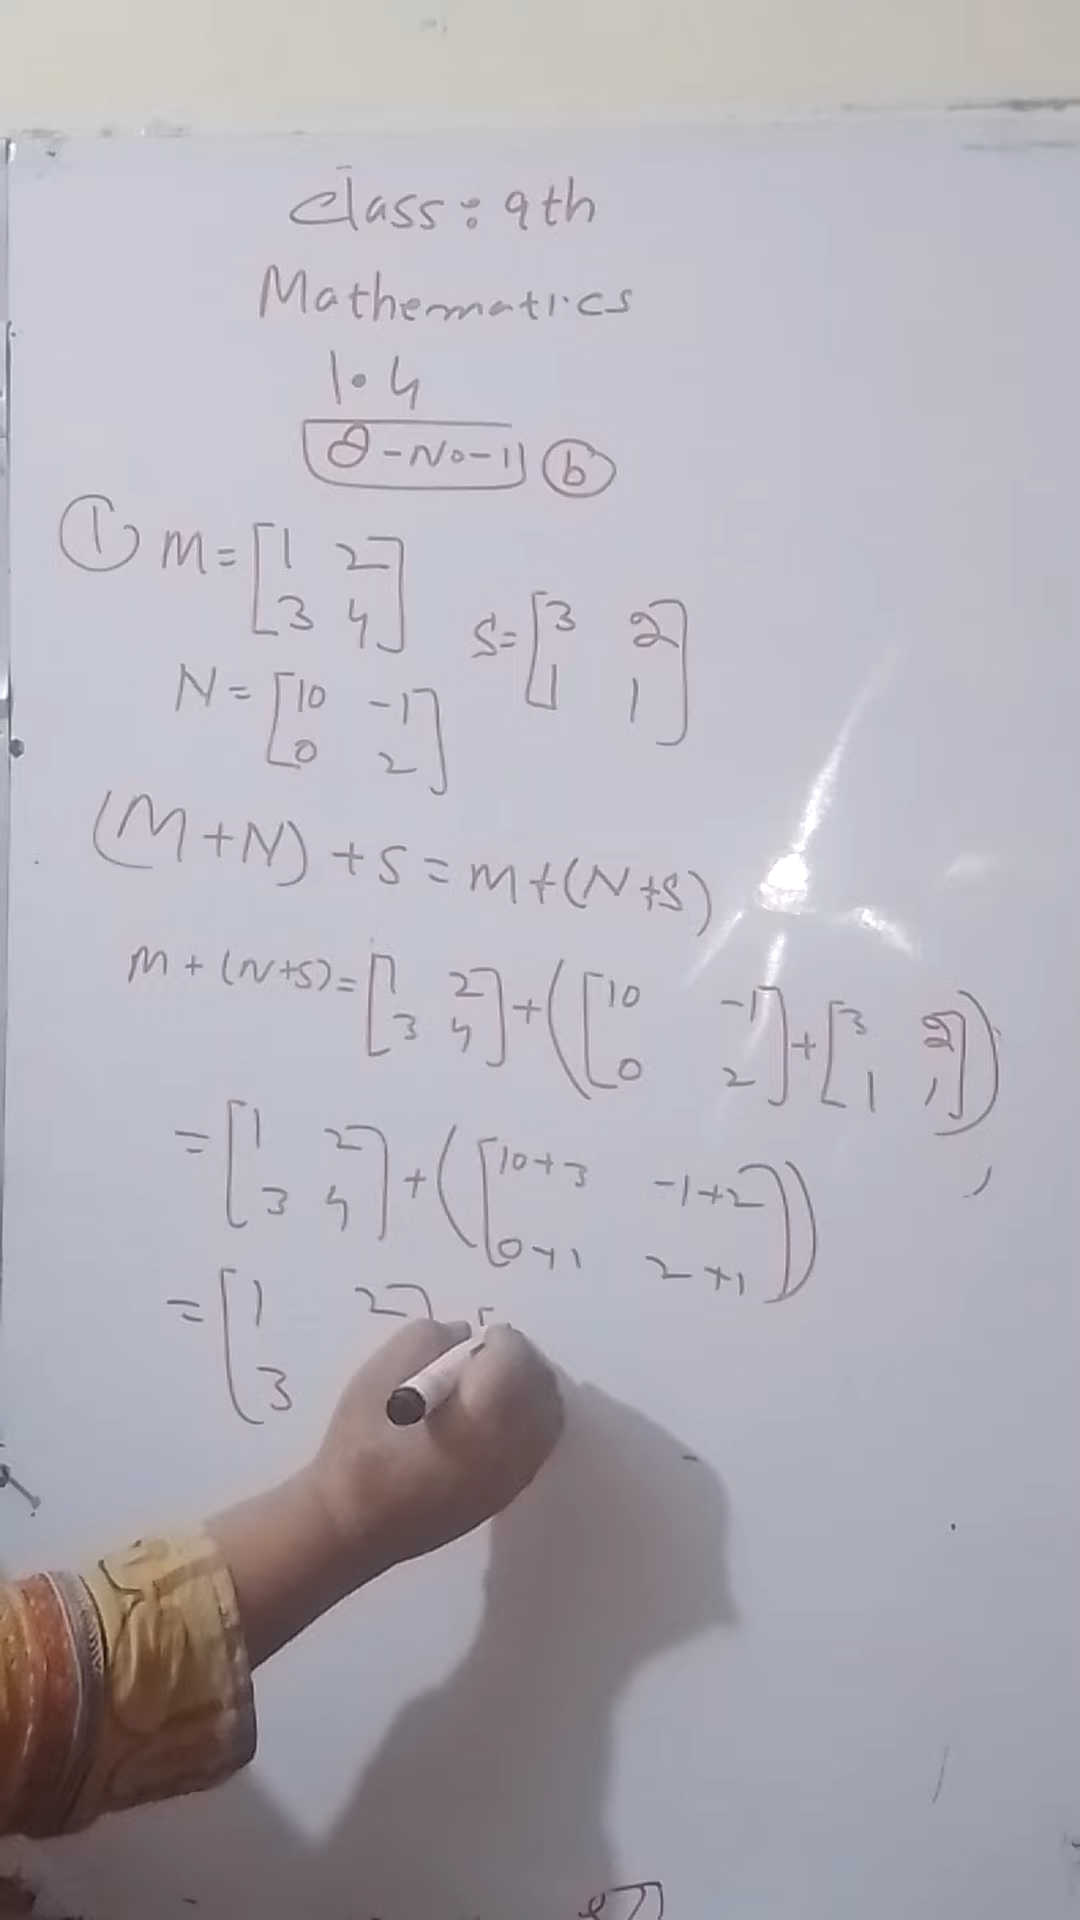 Class: 9th
Mathematics
1.4
Q-No-1 (b)
(1) M = [1 2
3 4]
S = [3 2
1 1]
N = [10 -1
0 2]
(M+N)+S = M+(N+S)
M+(N+S) = [1 2
3 4] + ([10 -1
0 2] + [3 2
1 1])
= [1 2
3 4] + ([10+3 -1+2
0+1 2+1])
= [1 2]
[3